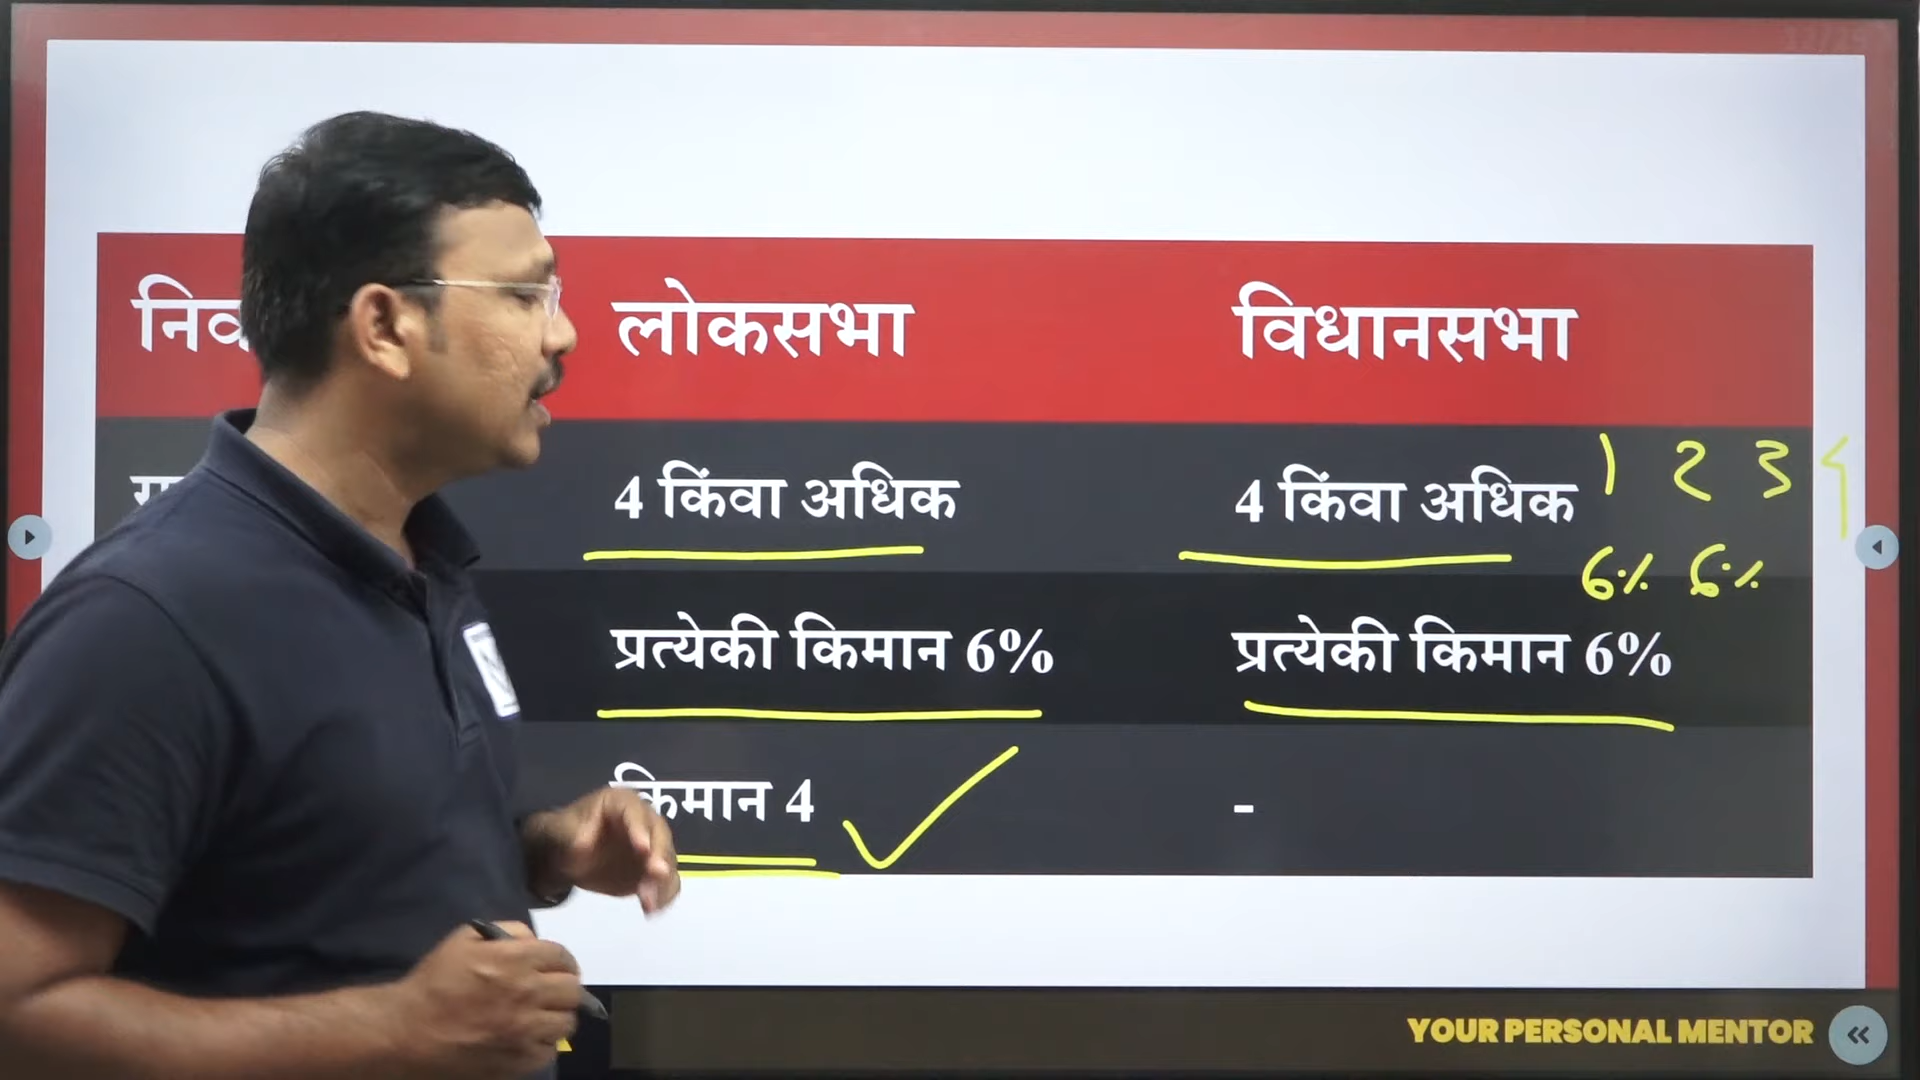 लोकसभा विधानसभा
4 किंवा अधिक 4 किंवा अधिक 1 2 3 4
6% 6%
प्रत्येकी किमान 6% प्रत्येकी किमान 6%
किमान 4 -
YOUR PERSONAL MENTOR